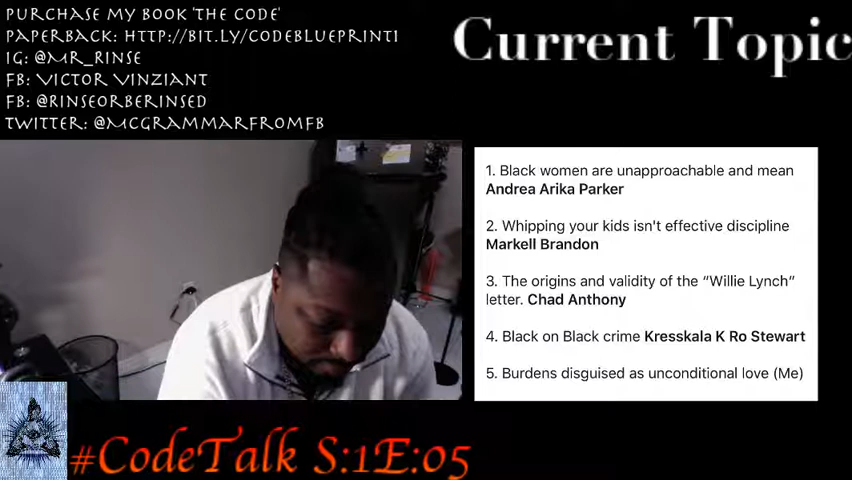 PURCHASE MY BOOK 'THE CODE'
PAPERBACK: HTTP://BIT.LY/CODEBLUEPRINT1
IG: @MR_RINSE
FB: VICTOR VINZIANT
FB: @RINSEORBERINSED
TWITTER: @MCGRAMMARFROMFB
Current Topic
1. Black women are unapproachable and mean
Andrea Arika Parker
2. Whipping your kids isn't effective discipline
Markell Brandon
3. The origins and validity of the “Willie Lynch”
letter. Chad Anthony
4. Black on Black crime Kresskala K Ro Stewart
5. Burdens disguised as unconditional love (Me)
#CodeTalk S:1E:05